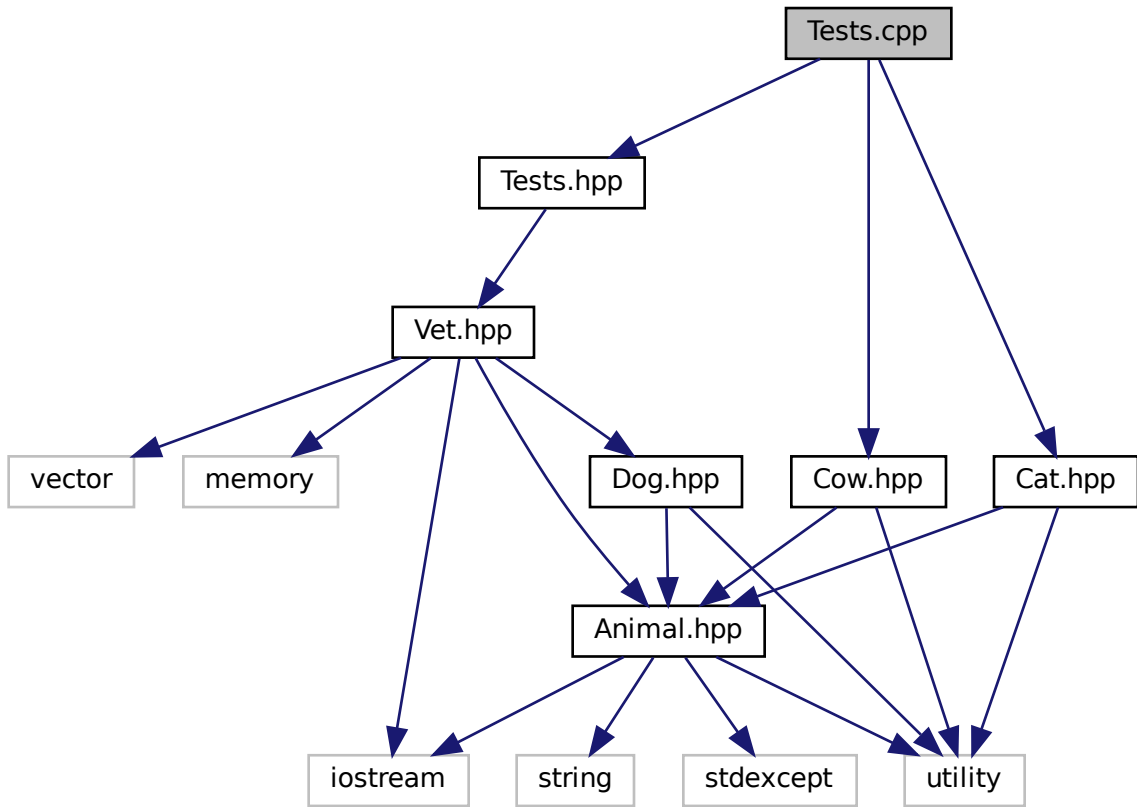 Tests.cpp
Tests.hpp
Vet.hpp
vector
memory
Dog.hpp
Cow.hpp
Cat.hpp
Animal.hpp
iostream
string
stdexcept
utility